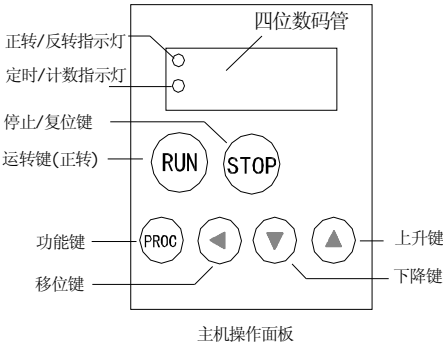 四位数码管
正转/反转指示灯
定时/计数指示灯
停止/复位键
运转键(正转)
RUN
STOP
功能键
PROC
上升键
移位键
下降键
主机操作面板